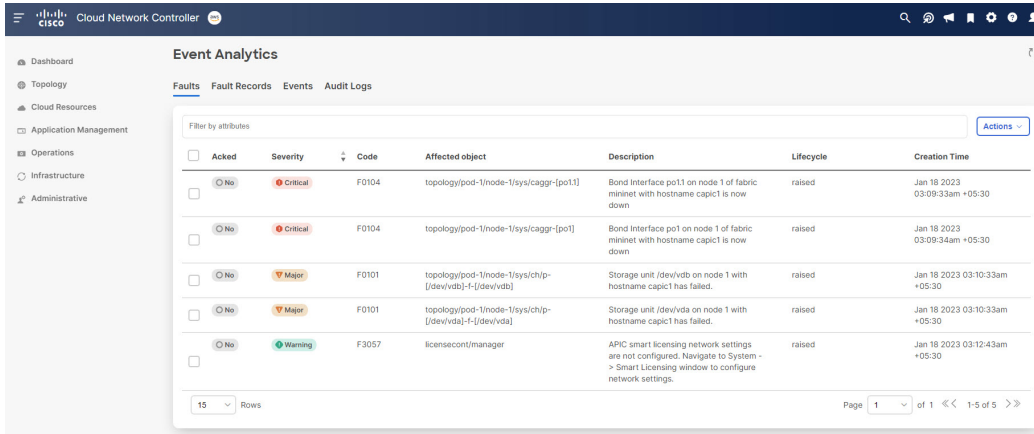 CISCO Cloud Network Controller aws
Dashboard
Topology
Cloud Resources
Application Management
Operations
Infrastructure
Administrative
Event Analytics
Faults Fault Records Events Audit Logs
Filter by attributes
Actions
Acked Severity Code Affected object Description Lifecycle Creation Time
No Critical F0104 topology/pod-1/node-1/sys/caggr-[po1.1] Bond Interface po1.1 on node 1 of fabric raised Jan 18 2023
mininet with hostname capic1 is now 03:09:33am +05:30
down
No Critical F0104 topology/pod-1/node-1/sys/caggr-[po1] Bond Interface po1 on node 1 of fabric raised Jan 18 2023
mininet with hostname capic1 is now 03:09:34am +05:30
down
No Major F0101 topology/pod-1/node-1/sys/ch/p- Storage unit /dev/vdb on node 1 with raised Jan 18 2023 03:10:33am
[/dev/vdb]-f-[/dev/vdb] hostname capic1 has failed. +05:30
No Major F0101 topology/pod-1/node-1/sys/ch/p- Storage unit /dev/vda on node 1 with raised Jan 18 2023 03:10:33am
[/dev/vda]-f-[/dev/vda] hostname capic1 has failed. +05:30
No Warning F3057 licensecont/manager APIC smart licensing network settings raised Jan 18 2023 03:12:43am
are not configured. Navigate to System - +05:30
> Smart Licensing window to configure
network settings.
15 Rows Page 1 of 1 1-5 of 5